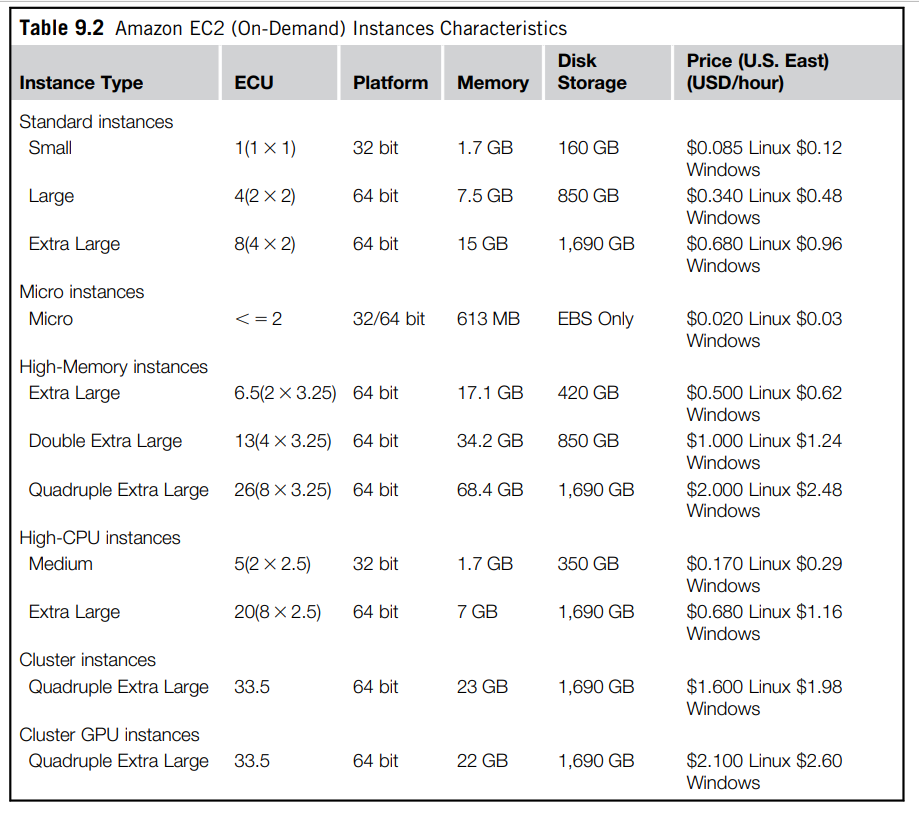 Table 9.2 Amazon EC2 (On-Demand) Instances Characteristics
Instance Type ECU Platform Memory Disk Storage Price (U.S. East) (USD/hour)
Standard instances
Small 1(1 × 1) 32 bit 1.7 GB 160 GB $0.085 Linux $0.12
Windows
Large 4(2 × 2) 64 bit 7.5 GB 850 GB $0.340 Linux $0.48
Windows
Extra Large 8(4 × 2) 64 bit 15 GB 1,690 GB $0.680 Linux $0.96
Windows
Micro instances
Micro < = 2 32/64 bit 613 MB EBS Only $0.020 Linux $0.03
Windows
High-Memory instances
Extra Large 6.5(2 × 3.25) 64 bit 17.1 GB 420 GB $0.500 Linux $0.62
Windows
Double Extra Large 13(4 × 3.25) 64 bit 34.2 GB 850 GB $1.000 Linux $1.24
Windows
Quadruple Extra Large 26(8 × 3.25) 64 bit 68.4 GB 1,690 GB $2.000 Linux $2.48
Windows
High-CPU instances
Medium 5(2 × 2.5) 32 bit 1.7 GB 350 GB $0.170 Linux $0.29
Windows
Extra Large 20(8 × 2.5) 64 bit 7 GB 1,690 GB $0.680 Linux $1.16
Windows
Cluster instances
Quadruple Extra Large 33.5 64 bit 23 GB 1,690 GB $1.600 Linux $1.98
Windows
Cluster GPU instances
Quadruple Extra Large 33.5 64 bit 22 GB 1,690 GB $2.100 Linux $2.60
Windows